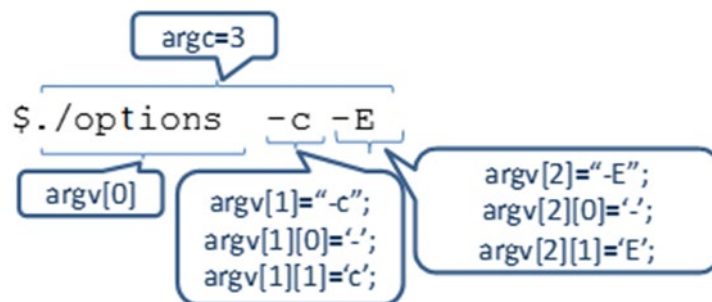 argc=3
$./options -c -E
argv[0]
argv[1]=“-c”;
argv[1][0]=‘-’;
argv[1][1]=‘c’;
argv[2]=“-E”;
argv[2][0]=‘-’;
argv[2][1]=‘E’;